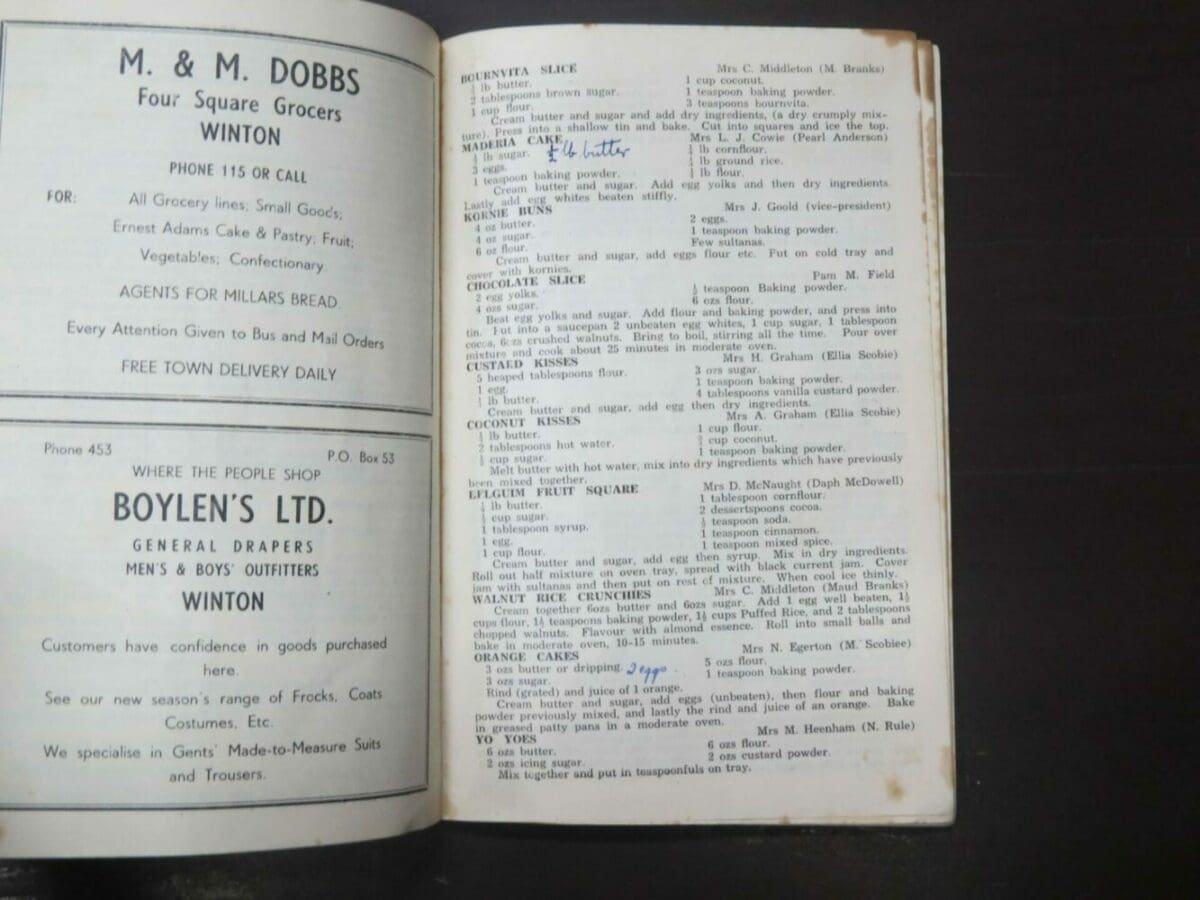 M. & M. DOBBS
Four Square Grocers
WINTON
PHONE 115 OR CALL
FOR: All Grocery lines; Small Goods;
Ernest Adams Cake & Pastry; Fruit;
Vegetables; Confectionary.
AGENTS FOR MILLARS BREAD.
Every Attention Given to Bus and Mail Orders
FREE TOWN DELIVERY DAILY
Phone 453 P.O. Box 53
WHERE THE PEOPLE SHOP
BOYLEN'S LTD.
GENERAL DRAPERS
MEN'S & BOYS' OUTFITTERS
WINTON
Customers have confidence in goods purchased
here.
See our new season's range of Frocks, Coats
Costumes, Etc.
We specialise in Gents' Made-to-Measure Suits
and Trousers.
BOURNVITA SLICE Mrs C. Middleton (M. Branks)
lb butter. 1 cup coconut.
2 tablespoons brown sugar. 1 teaspoon baking powder.
1 cup flour. 3 teaspoons bournvita.
Cream butter and sugar and add dry ingredients, (a dry crumply mix-
ture). Press into a shallow tin and bake. Cut into squares and ice the top.
MADERIA CAKE Mrs L. J. Cowie (Pearl Anderson)
lb sugar. lb butter lb cornflour.
3 eggs. lb ground rice.
1 teaspoon baking powder. lb flour.
Cream butter and sugar. Add egg yolks and then dry ingredients.
Lastly add egg whites beaten stiffly.
KORNIE BUNS Mrs J. Goold (vice-president)
4 oz butter. 2 eggs.
4 oz sugar. 1 teaspoon baking powder.
6 oz flour. Few sultanas.
Cream butter and sugar, add eggs flour etc. Put on cold tray and
cover with kornies.
CHOCOLATE SLICE Pam M. Field
2 egg yolks. teaspoon Baking powder.
4 ozs sugar. 6 ozs flour.
Beat egg yolks and sugar. Add flour and baking powder, and press into
tin. Put into a saucepan 2 unbeaten egg whites, 1 cup sugar, 1 tablespoon
cocoa, 6ozs crushed walnuts. Bring to boil, stirring all the time. Pour over
mixture and cook about 25 minutes in moderate oven.
CUSTARD KISSES Mrs H. Graham (Ellia Scobie)
5 heaped tablespoons flour. 3 ozs sugar.
1 egg. 1 teaspoon baking powder.
lb butter. 4 tablespoons vanilla custard powder.
Cream butter and sugar, add egg then dry ingredients.
COCONUT KISSES Mrs A. Graham (Ellia Scobie)
lb butter. 1 cup flour.
2 tablespoons hot water. cup coconut.
cup sugar. 1 teaspoon baking powder.
Melt butter with hot water, mix into dry ingredients which have previously
been mixed together.
BELGUIM FRUIT SQUARE Mrs D. McNaught (Daph McDowell)
lb butter. 1 tablespoon cornflour.
cup sugar. 2 dessertspoons cocoa.
1 tablespoon syrup. teaspoon soda.
1 egg. 1 teaspoon cinnamon.
1 cup flour. 1 teaspoon mixed spice.
Cream butter and sugar, add egg then syrup. Mix in dry ingredients.
Roll out half mixture on oven tray, spread with black current jam. Cover
jam with sultanas and then put on rest of mixture. When cool ice thinly.
WALNUT RICE CRUNCHIES Mrs C. Middleton (Maud Branks)
Cream together 6ozs butter and 6ozs sugar. Add 1 egg well beaten, 1½
cups flour, 1½ teaspoons baking powder, 1½ cups Puffed Rice, and 2 tablespoons
chopped walnuts. Flavour with almond essence. Roll into small balls and
bake in moderate oven, 10-15 minutes.
ORANGE CAKES Mrs N. Egerton (M. Scobiee)
3 ozs butter or dripping. 2 eggs. 5 ozs flour.
3 ozs sugar. 1 teaspoon baking powder.
Rind (grated) and juice of 1 orange.
Cream butter and sugar, add eggs (unbeaten), then flour and baking
powder previously mixed, and lastly the rind and juice of an orange. Bake
in greased patty pans in a moderate oven.
YO YOES Mrs M. Heenham (N. Rule)
6 ozs butter. 6 ozs flour.
2 ozs icing sugar. 2 ozs custard powder.
Mix together and put in teaspoonfuls on tray.